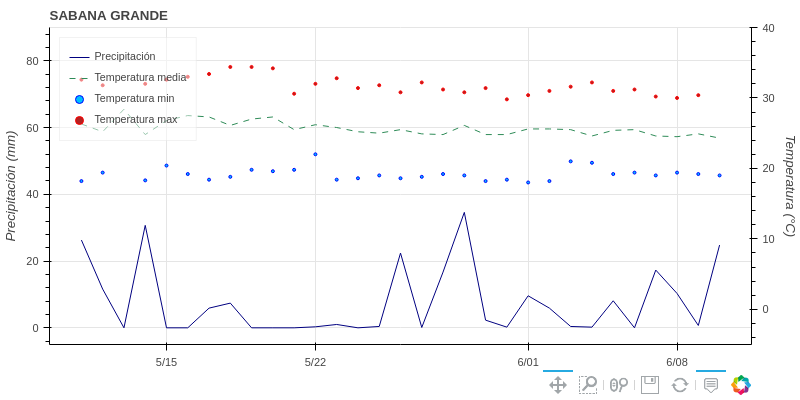 SABANA GRANDE
Precipitación
Temperatura media
Temperatura min
Temperatura max
Precipitación (mm)
80
60
40
20
0
Temperatura (°C)
40
30
20
10
0
5/15
5/22
6/01
6/08